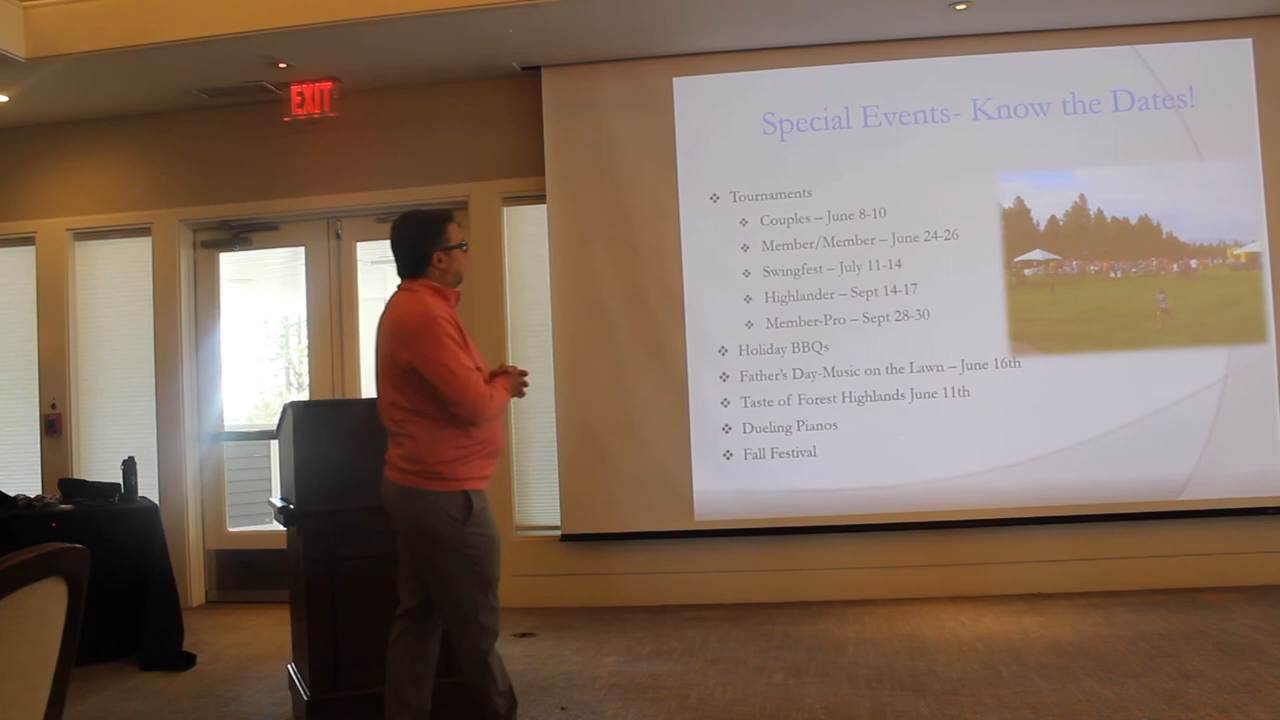 EXIT
Special Events- Know the Dates!
Tournaments
Couples – June 8-10
Member/Member – June 24-26
Swingfest – July 11-14
Highlander – Sept 14-17
Member-Pro – Sept 28-30
Holiday BBQs
Father's Day-Music on the Lawn – June 16th
Taste of Forest Highlands June 11th
Dueling Pianos
Fall Festival